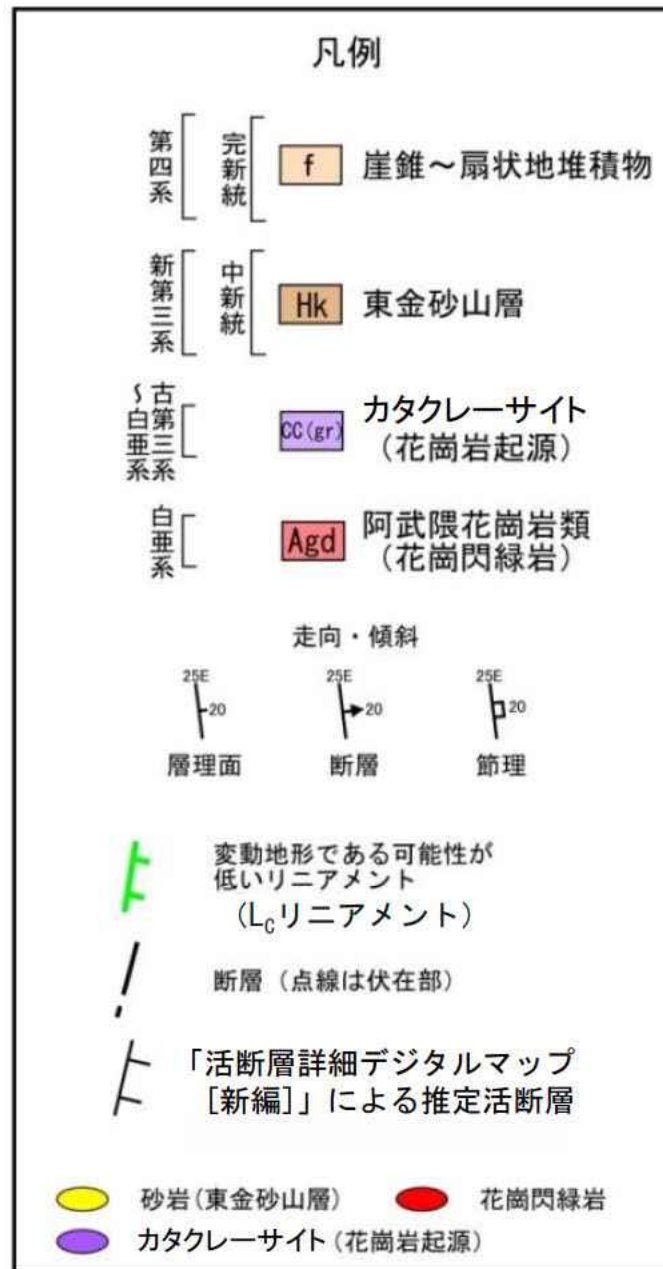 凡例
第四系 完新統 f 崖錐～扇状地堆積物
新第三系 中新統 Hk 東金砂山層
古第三系～白亜系 CC(gr) カタクレーサイト
(花崗岩起源)
白亜系 Agd 阿武隈花崗岩類
(花崗閃緑岩)
走向・傾斜
25E 25E 25E
20 20 20
層理面 断層 節理
変動地形である可能性が
低いリニアメント
(LCリニアメント)
断層（点線は伏在部）
「活断層詳細デジタルマップ
[新編]」による推定活断層
砂岩(東金砂山層) 花崗閃緑岩
カタクレーサイト(花崗岩起源)